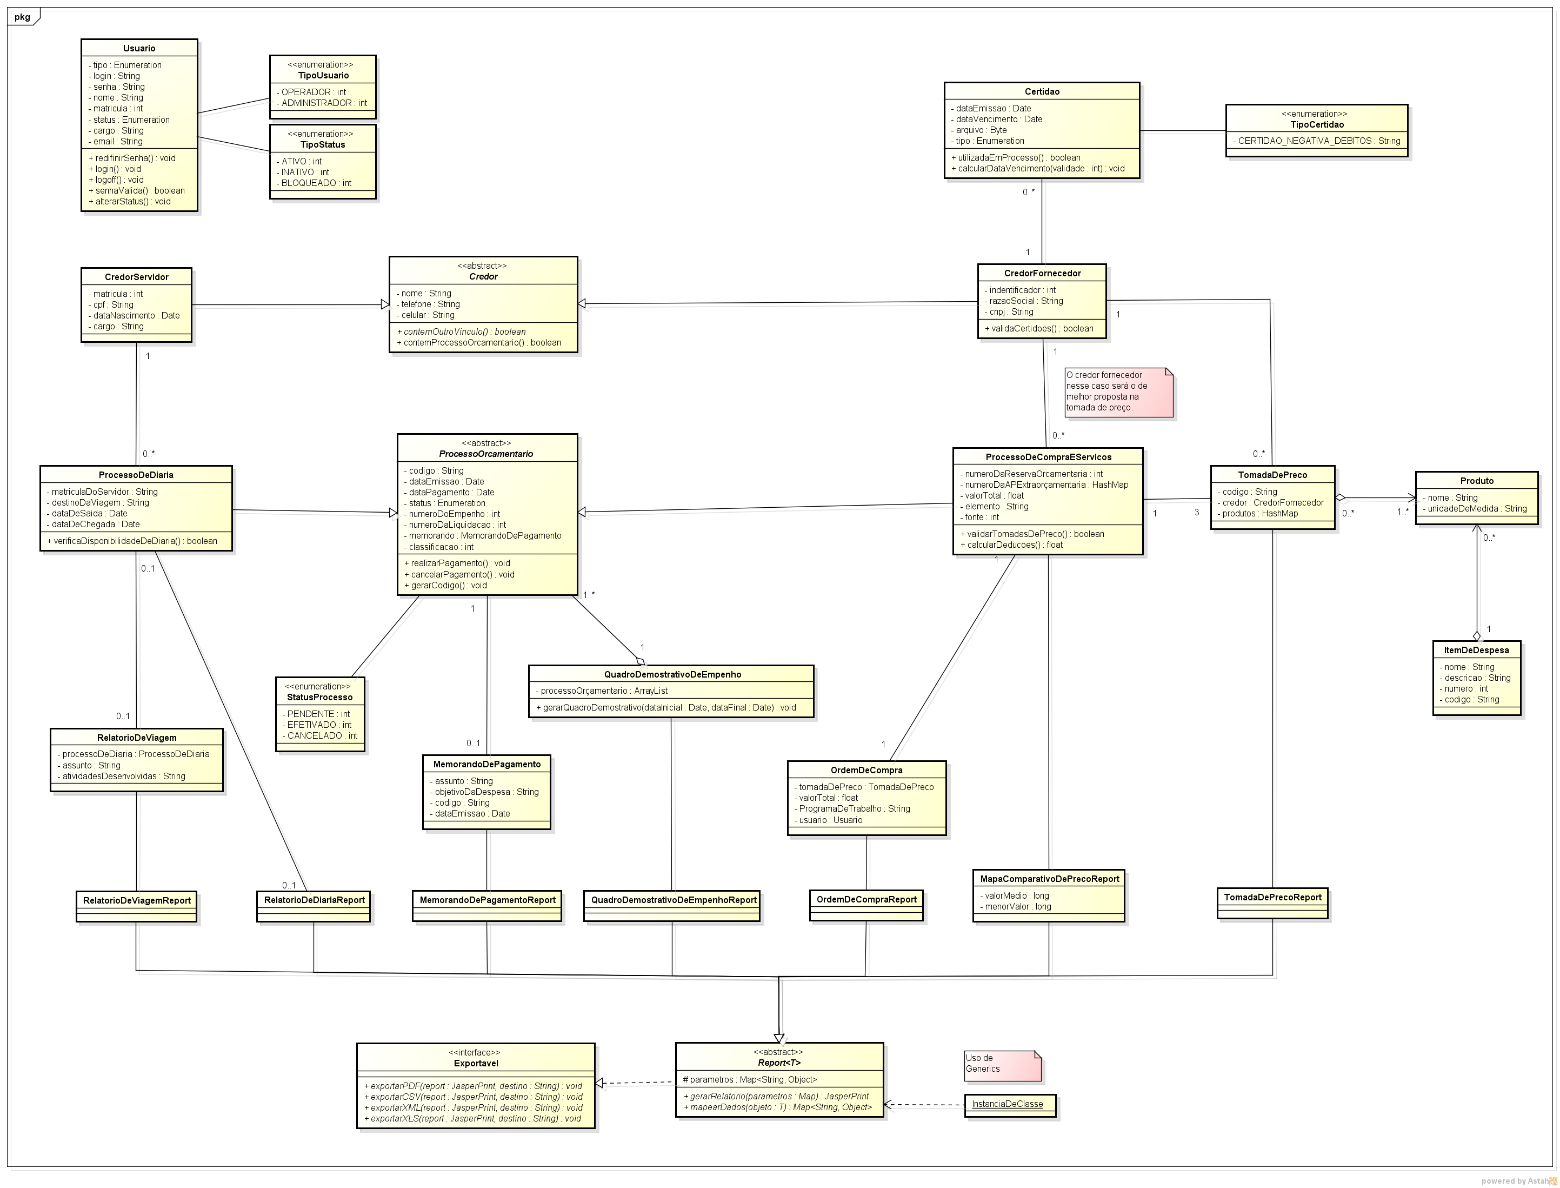 pkg
Usuario
- tipo : Enumeration
- login : String
- senha : String
- nome : String
- matricula : int
- status : Enumeration
- cargo : String
- email : String
+ redifinirSenha() : void
+ login() : void
+ logoff() : void
+ senhaValida() : boolean
+ alterarStatus() : void
<<enumeration>>
TipoUsuario
- OPERADOR : int
- ADMINISTRADOR : int
<<enumeration>>
TipoStatus
- ATIVO : int
- INATIVO : int
- BLOQUEADO : int
Certidao
- dataEmissao : Date
- dataVencimento : Date
- arquivo : Byte
- tipo : Enumeration
+ utilizadaEmProcesso() : boolean
+ calcularDataVencimento(validade : int) : void
<<enumeration>>
TipoCertidao
- CERTIDAO_NEGATIVA_DEBITOS : String
0..*
1
CredorServidor
- matricula : int
- cpf : String
- dataNascimento : Date
- cargo : String
<<abstract>>
Credor
- nome : String
- telefone : String
- celular : String
+ contemOutroVinculo() : boolean
+ contemProcessoOrcamentario() : boolean
CredorFornecedor
- indentificador : int
- razaoSocial : String
- cnpj : String
+ validaCertidoes() : boolean
1
1
1
O credor fornecedor
nesse caso será o de
melhor proposta na
tomada de preço
0..*
0..*
0..*
ProcessoDeDiaria
- matriculaDoServidor : String
- destinoDaViagem : String
- dataDoSaida : Date
- dataDeChegada : Date
+ verificaDisponibilidadeDeDiaria() : boolean
<<abstract>>
ProcessoOrcamentario
- codigo : String
- dataEmissao : Date
- dataPagamento : Date
- status : Enumeration
- numeroDoEmpenho : int
- numeroDaLiquidacao : int
- memorando : MemorandoDePagamento
- classificacao : int
+ realizarPagamento() : void
+ cancelarPagamento() : void
+ gerarCodigo() : void
ProcessoDeCompraEServicos
- numeroDaReservaOrcamentaria : int
- numeroDaAPExtraorçamentaria : HashMap
- valorTotal : float
- elemento : String
- fonte : int
+ validarTomadasDePreco() : boolean
+ calcularDeducoes() : float
1
3
TomadaDePreco
- codigo : String
- credor : CredorFornecedor
- produtos : HashMap
0..*
1..*
Produto
- nome : String
- unidadeDeMedida : String
0..*
1
ItemDeDespesa
- nome : String
- descricao : String
- numero : int
- codigo : String
0..1
1
1..*
1
1
<<enumeration>>
StatusProcesso
- PENDENTE : int
- EFETIVADO : int
- CANCELADO : int
QuadroDemostrativoDeEmpenho
- processoOrçamentario : ArrayList
+ gerarQuadroDemostrativo(dataInicial : Date, dataFinal : Date) : void
0..1
RelatorioDeViagem
- processoDeDiaria : ProcessoDeDiaria
- assunto : String
- atividadesDesenvolvidas : String
0..1
MemorandoDePagamento
- assunto : String
- objetivoDaDespesa : String
- codigo : String
- dataEmissao : Date
1
OrdemDeCompra
- tomadaDePreco : TomadaDePreco
- valorTotal : float
- ProgramaDeTrabalho : String
- usuario : Usuario
RelatorioDeViagemReport
0..1
RelatorioDeDiariaReport
MemorandoDePagamentoReport
QuadroDemostrativoDeEmpenhoReport
OrdemDeCompraReport
MapaComparativoDePrecoReport
- valorMedio : long
- menorValor : long
TomadaDePrecoReport
<<interface>>
Exportavel
+ exportarPDF(report : JasperPrint, destino : String) : void
+ exportarCSV(report : JasperPrint, destino : String) : void
+ exportarXML(report : JasperPrint, destino : String) : void
+ exportarXLS(report : JasperPrint, destino : String) : void
<<abstract>>
Report<T>
# parametros : Map<String, Object>
+ gerarRelatorio(parametros : Map) : JasperPrint
+ mapearDados(objeto : T) : Map<String, Object>
Uso de
Generics
InstanciaDeClasse
powered by Astah